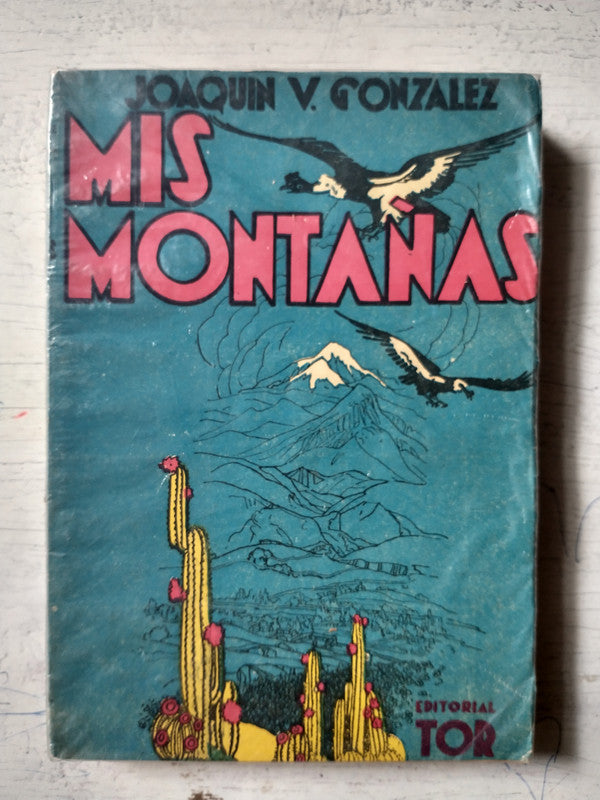 JOAQUIN V. GONZALEZ
MIS
MONTAÑAS
EDITORIAL
TOR